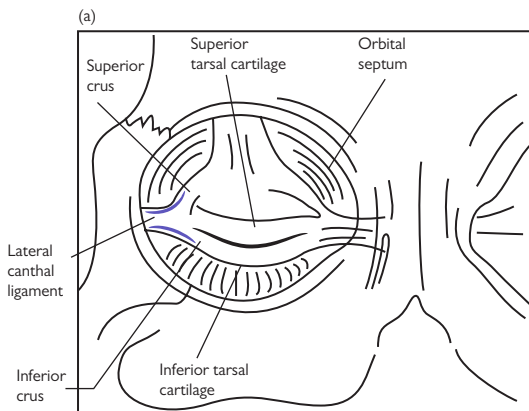 (a)
Superior
crus
Superior
tarsal cartilage
Orbital
septum
Lateral
canthal
ligament
Inferior
crus
Inferior tarsal
cartilage